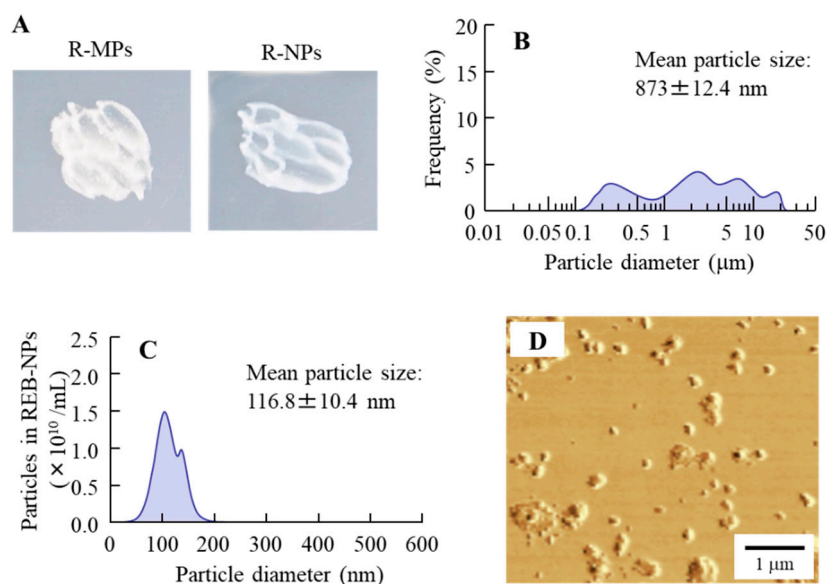 A
R-MPs
R-NPs
B
Mean particle size:
873±12.4 nm
Frequency (%)
20
15
10
5
0
0.01
0.05
0.1
0.5
1
5
10
50
Particle diameter (μm)
C
Mean particle size:
116.8±10.4 nm
Particles in REB-NPs
(×10¹⁰/mL)
2.5
2.0
1.5
1.0
0.5
0.0
0
100
200
300
400
500
600
Particle diameter (nm)
D
1 μm